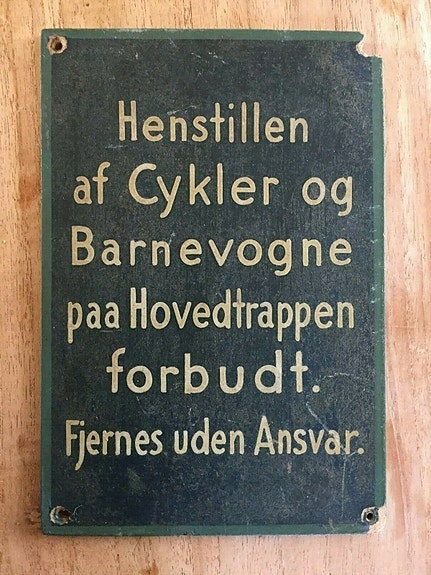 Henstillen
af Cykler og
Barnevogne
paa Hovedtrappen
forbudt.
Fjernes uden Ansvar.